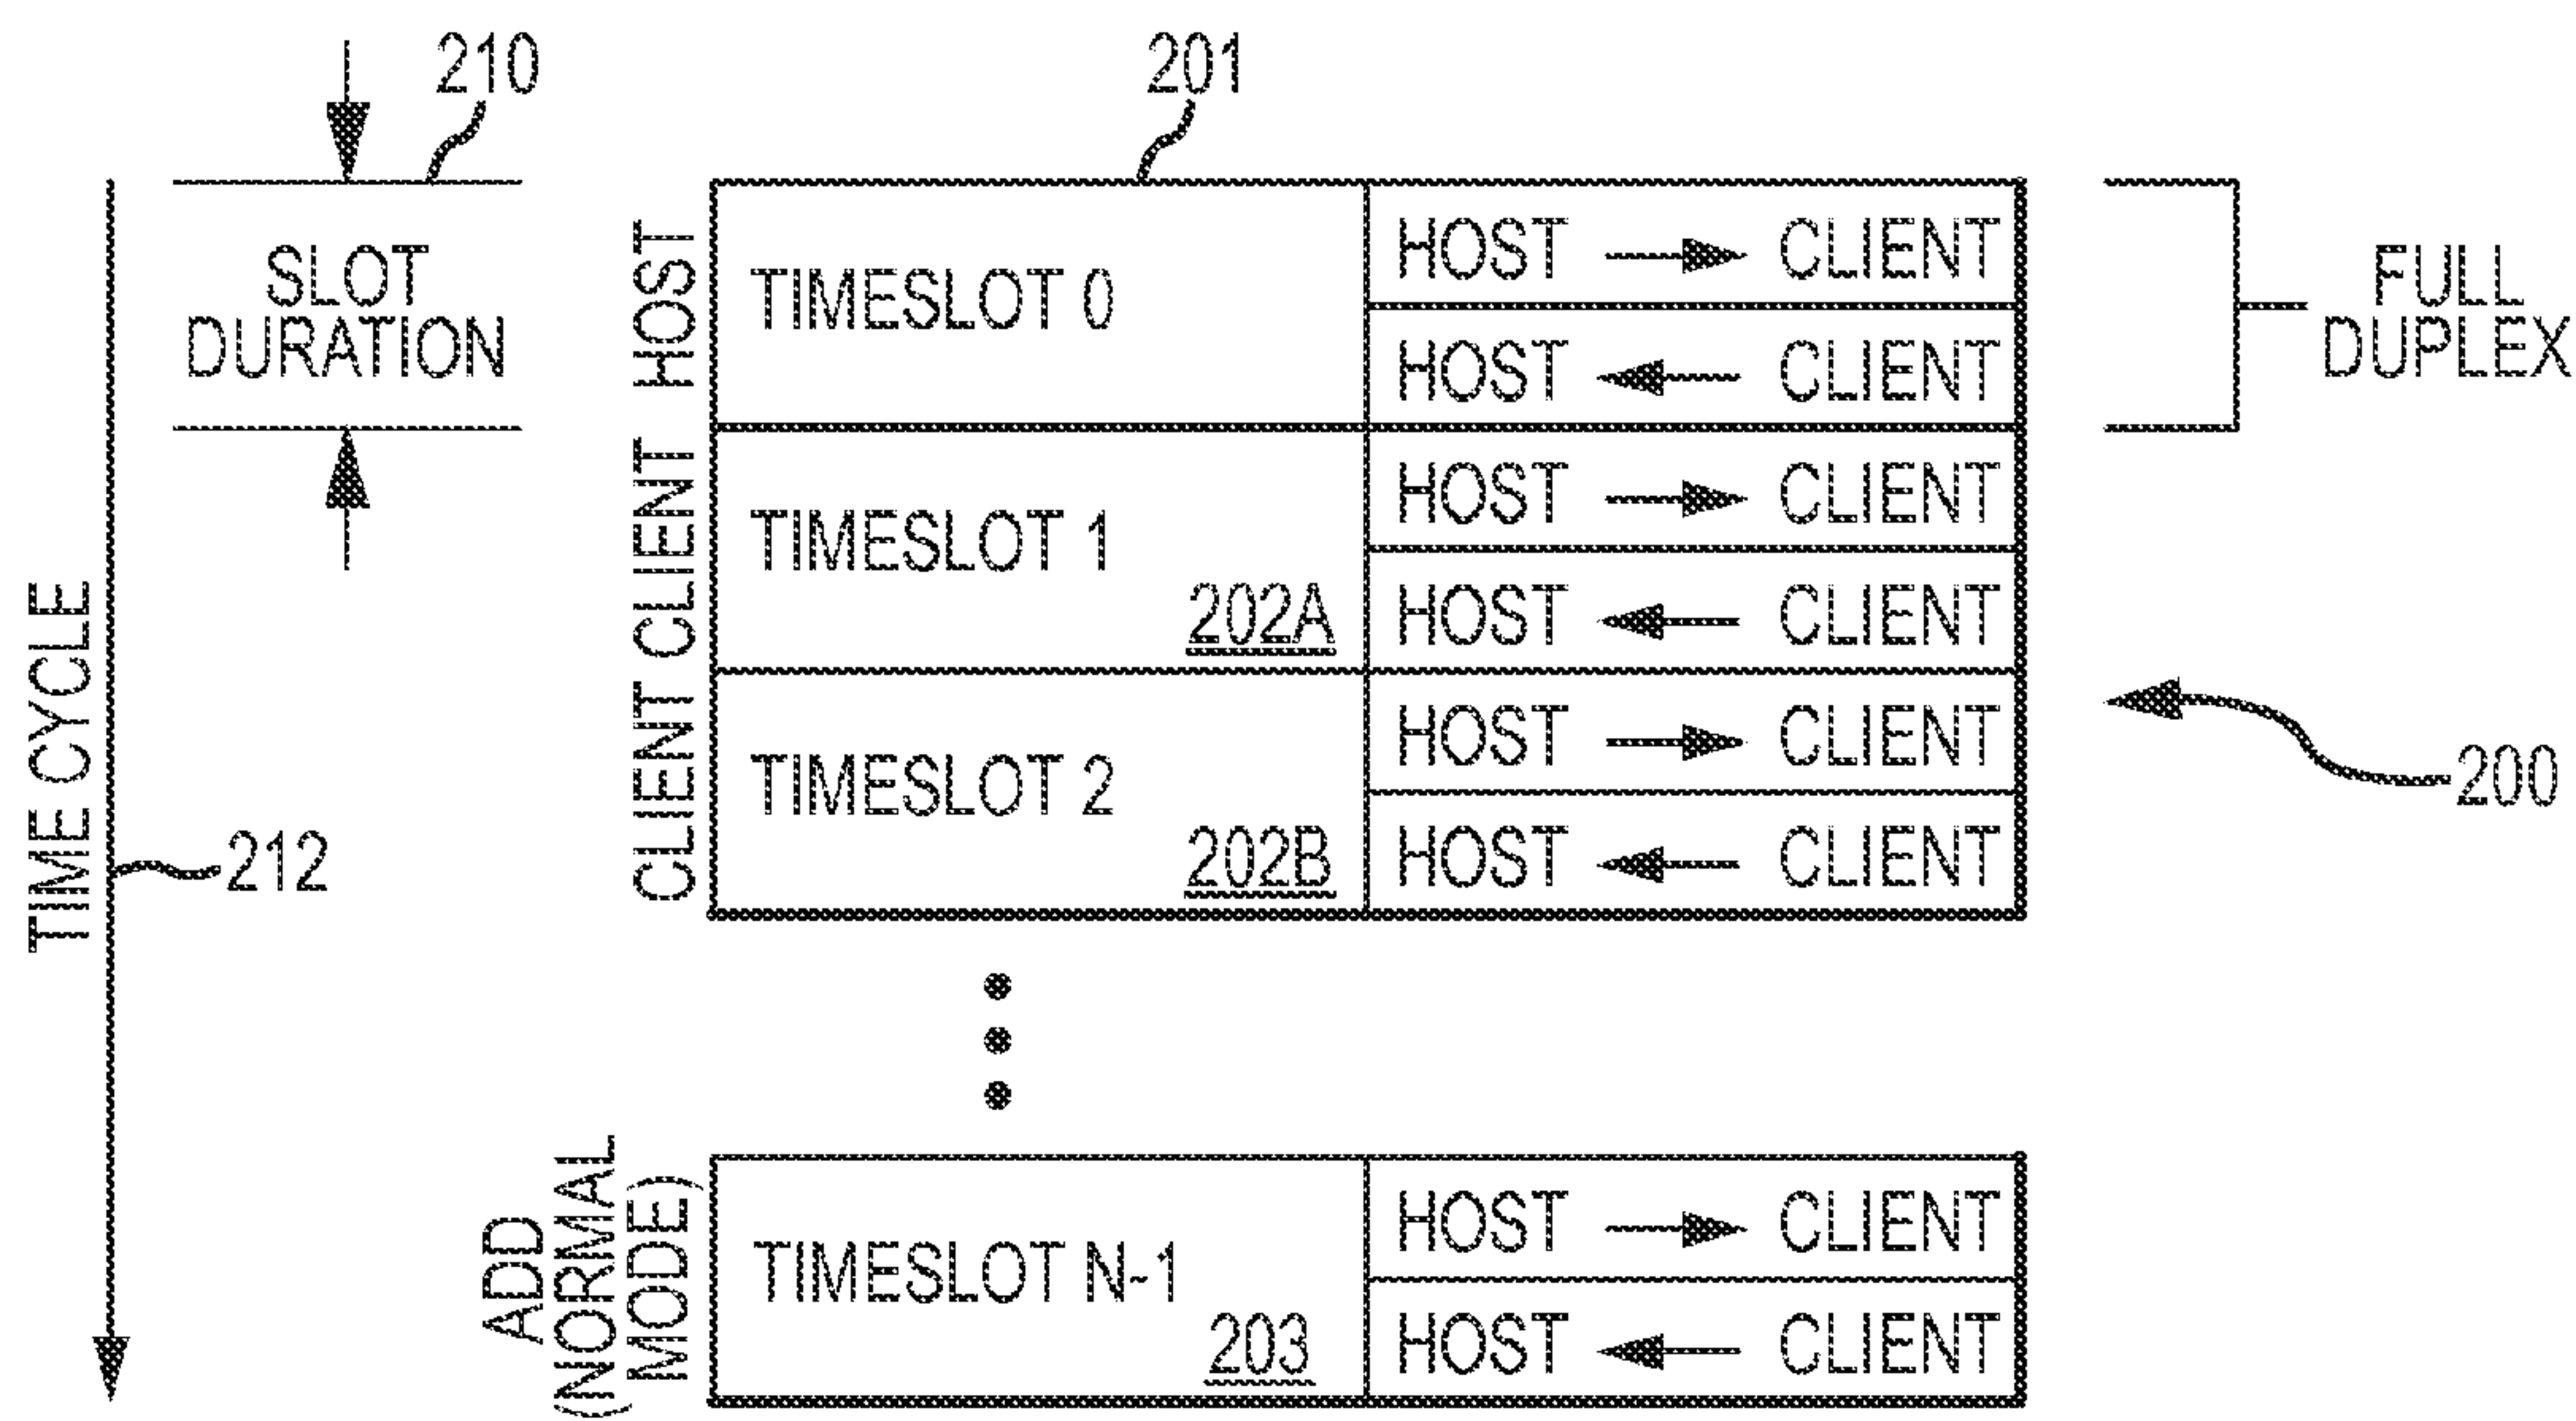 210
201
SLOT
DURATION
TIME CYCLE
212
HOST
CLIENT
CLIENT
TIMESLOT 0
HOST → CLIENT
HOST ← CLIENT
FULL
DUPLEX
TIMESLOT 1
202A
HOST → CLIENT
HOST ← CLIENT
TIMESLOT 2
202B
HOST → CLIENT
HOST ← CLIENT
200
ADD
(NORMAL
MODE)
TIMESLOT N-1
203
HOST → CLIENT
HOST ← CLIENT